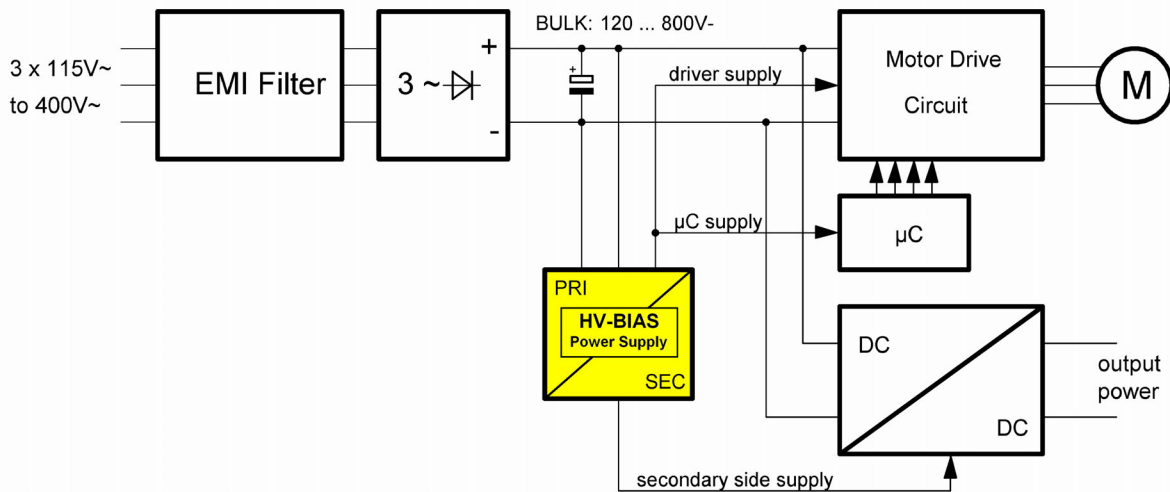 3 x 115V~
to 400V~
EMI Filter
3 ~
+
-
BULK: 120 ... 800V-
+
driver supply
Motor Drive
Circuit
M
µC supply
µC
PRI
HV-BIAS
Power Supply
SEC
DC
DC
output
power
secondary side supply